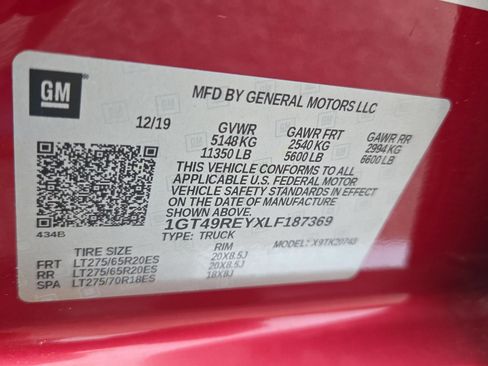 GM
MFD BY GENERAL MOTORS LLC
12/19 GVWR GAWR FRT GAWR RR
5148 KG 2540 KG 2994 KG
11350 LB 5600 LB 6600 LB
THIS VEHICLE CONFORMS TO ALL
APPLICABLE U.S. FEDERAL MOTOR
VEHICLE SAFETY STANDARDS IN EFFECT
ON THE DATE OF MANUFACTURE
SHOWN ABOVE.
1GT49REYXLF187369
434B TYPE: TRUCK MODEL: X9TK20743
TIRE SIZE RIM
FRT LT275/65R20ES 20X8.5J
RR LT275/65R20ES 20X8.5J
SPA LT275/70R18ES 18X8J